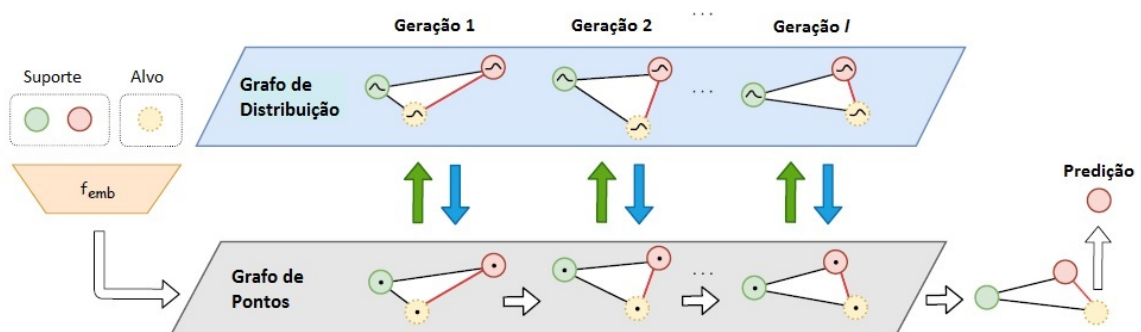 Geração 1
Geração 2
...
Geração l
Suporte
Alvo
Grafo de
Distribuição
...
f_emb
Predição
Grafo de
Pontos
...